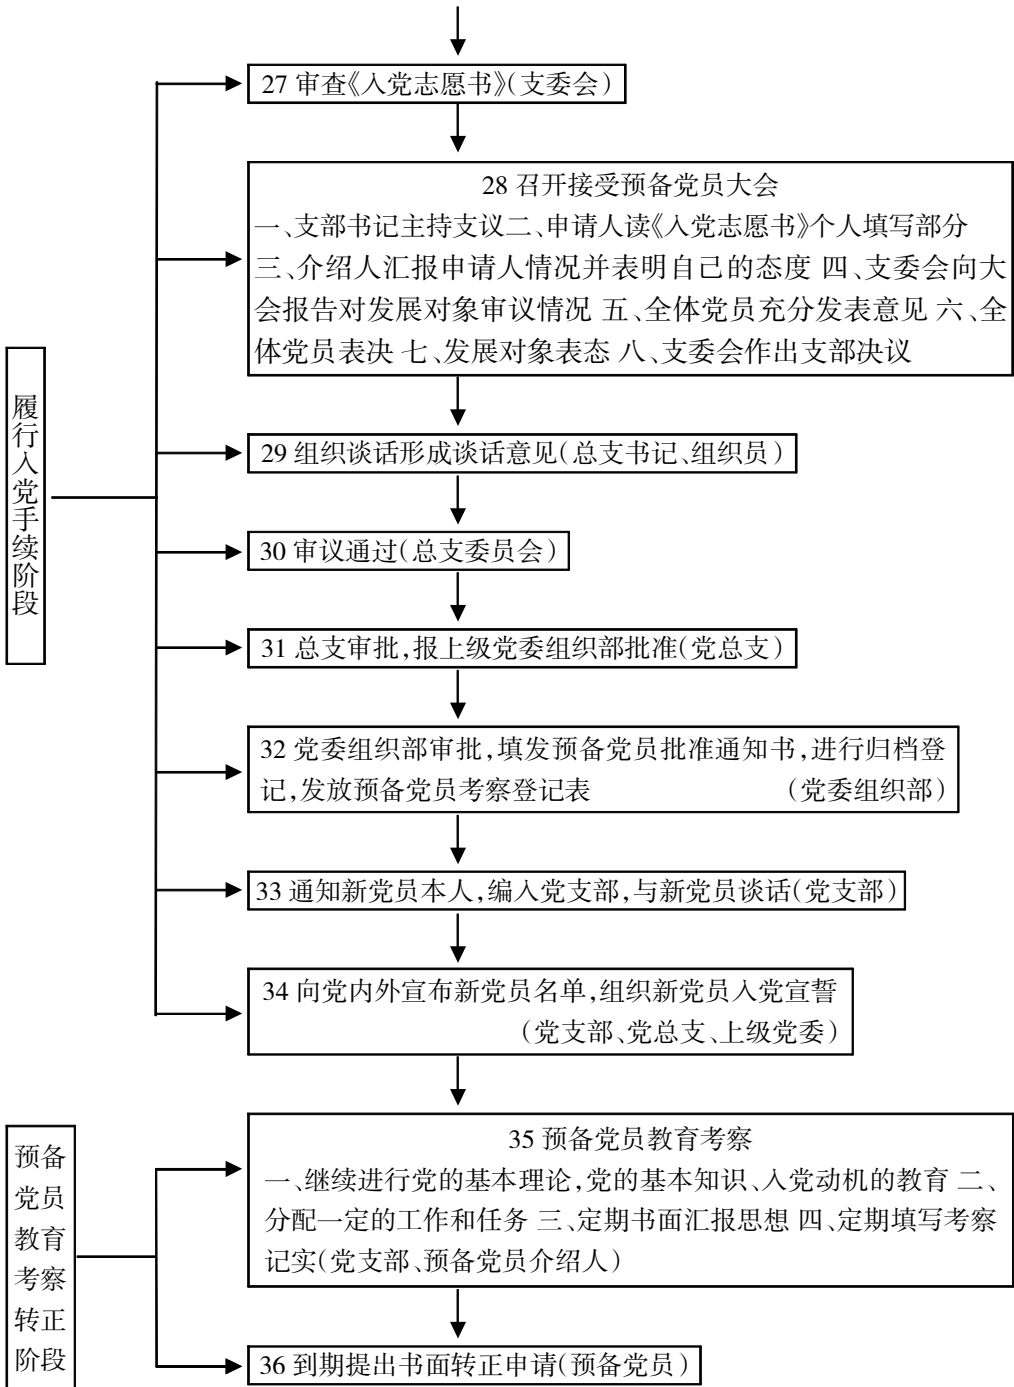 27 审查《入党志愿书》(支委会)
28 召开接受预备党员大会
一、支部书记主持支议二、申请人读《入党志愿书》个人填写部分
三、介绍人汇报申请人情况并表明自己的态度 四、支委会向大
会报告对发展对象审议情况 五、全体党员充分发表意见 六、全
体党员表决 七、发展对象表态 八、支委会作出支部决议
履行入党手续阶段
29 组织谈话形成谈话意见(总支书记、组织员)
30 审议通过(总支委员会)
31 总支审批,报上级党委组织部批准(党总支)
32 党委组织部审批,填发预备党员批准通知书,进行归档登
记,发放预备党员考察登记表 (党委组织部)
33 通知新党员本人,编入党支部,与新党员谈话(党支部)
34 向党内外宣布新党员名单,组织新党员入党宣誓
(党支部、党总支、上级党委)
预备
党员
教育
考察
转正
阶段
35 预备党员教育考察
一、继续进行党的基本理论,党的基本知识、入党动机的教育 二、
分配一定的工作和任务 三、定期书面汇报思想 四、定期填写考察
记实(党支部、预备党员介绍人)
36 到期提出书面转正申请(预备党员)